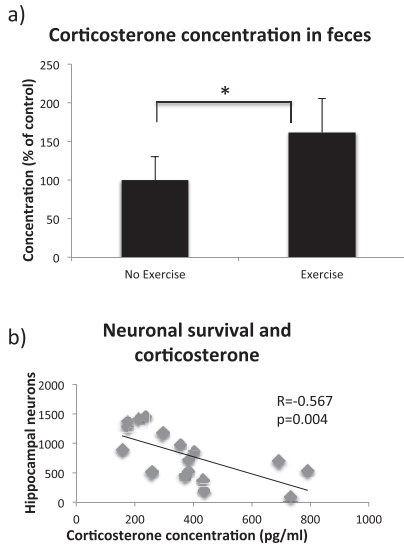 a)
Corticosterone concentration in feces
Concentration (% of control)
250
200
150
100
50
0
*
No Exercise
Exercise
b)
Neuronal survival and
corticosterone
Hippocampal neurons
2000
1500
1000
500
0
R=-0.567
p=0.004
0
200
400
600
800
1000
Corticosterone concentration (pg/ml)